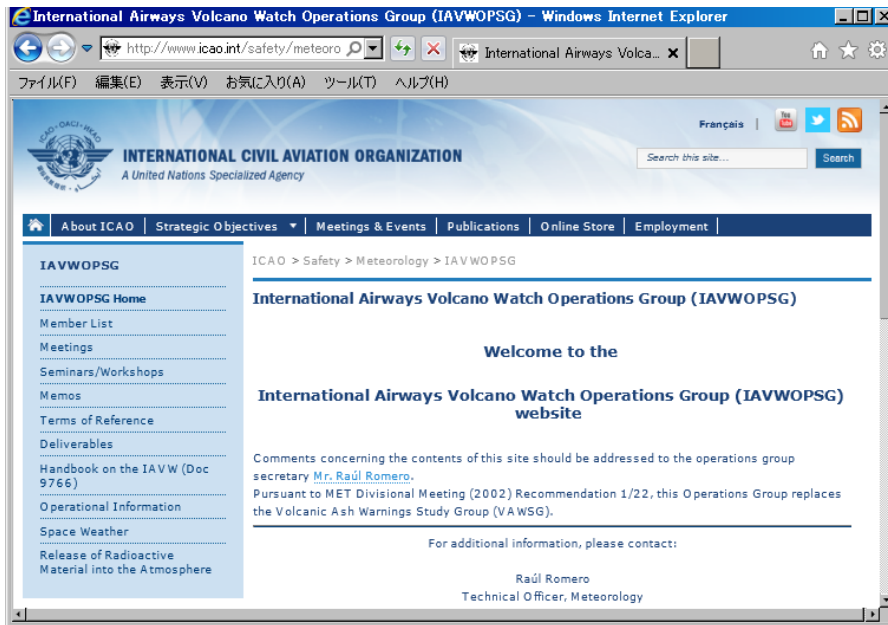 International Airways Volcano Watch Operations Group (IAVWOPSG) - Windows Internet Explorer
http://www.icao.int/safety/meteoro
International Airways Volca...
ファイル(F) 編集(E) 表示(V) お気に入り(A) ツール(T) ヘルプ(H)
Français |
You Tube
ICAO · OACI · ИКАО
INTERNATIONAL CIVIL AVIATION ORGANIZATION
A United Nations Specialized Agency
Search this site...
Search
About ICAO | Strategic Objectives ▼ | Meetings & Events | Publications | Online Store | Employment |
IAVWOPSG
IAVWOPSG Home
Member List
Meetings
Seminars/Workshops
Memos
Terms of Reference
Deliverables
Handbook on the IAVW (Doc
9766)
Operational Information
Space Weather
Release of Radioactive
Material into the Atmosphere
ICAO > Safety > Meteorology > IAVWOPSG
International Airways Volcano Watch Operations Group (IAVWOPSG)
Welcome to the
International Airways Volcano Watch Operations Group (IAVWOPSG)
website
Comments concerning the contents of this site should be addressed to the operations group
secretary Mr. Raúl Romero.
Pursuant to MET Divisional Meeting (2002) Recommendation 1/22, this Operations Group replaces
the Volcanic Ash Warnings Study Group (VAWSG).
For additional information, please contact:
Raúl Romero
Technical Officer, Meteorology